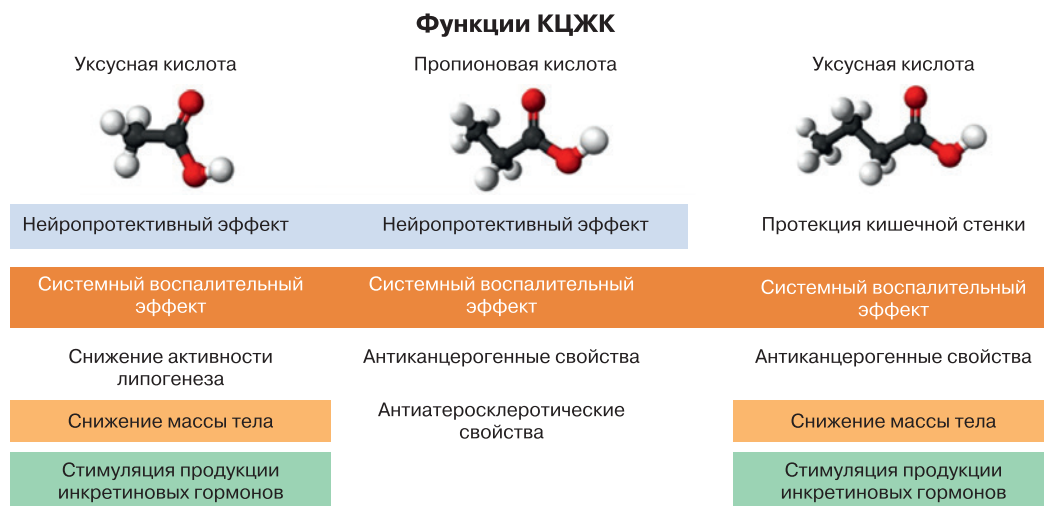 Функции КЦЖК
Уксусная кислота
Пропионовая кислота
Уксусная кислота
Нейропротективный эффект
Нейропротективный эффект
Протекция кишечной стенки
Системный воспалительный
эффект
Системный воспалительный
эффект
Системный воспалительный
эффект
Снижение активности
липогенеза
Антиканцерогенные свойства
Антиканцерогенные свойства
Снижение массы тела
Антиатеросклеротические
свойства
Снижение массы тела
Стимуляция продукции
инкретиновых гормонов
Стимуляция продукции
инкретиновых гормонов